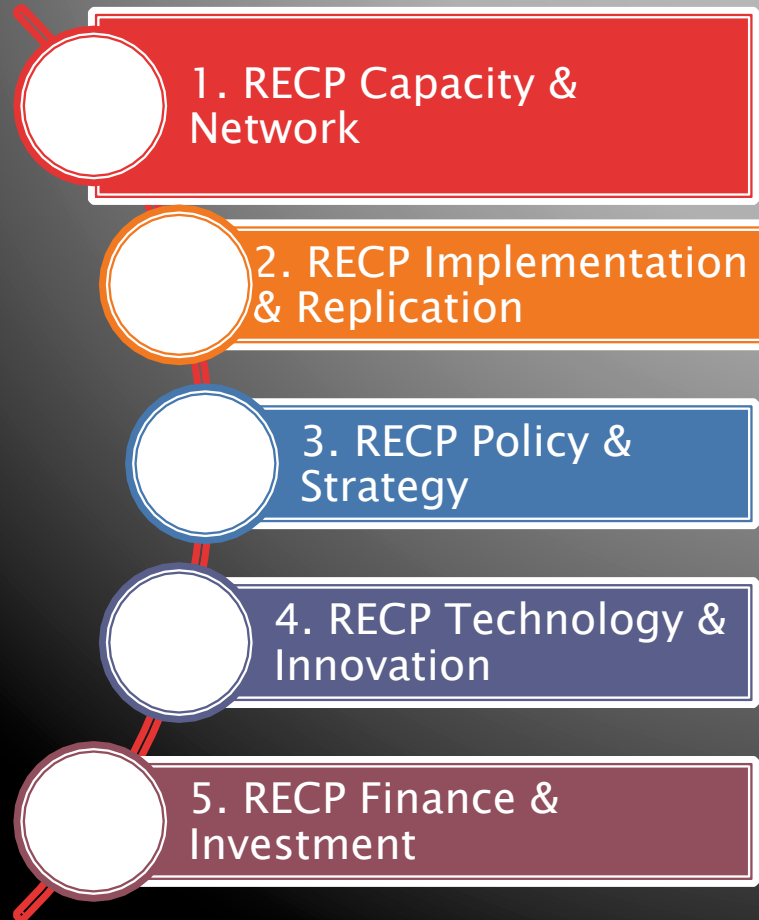 1. RECP Capacity &
Network
2. RECP Implementation
& Replication
3. RECP Policy &
Strategy
4. RECP Technology &
Innovation
5. RECP Finance &
Investment